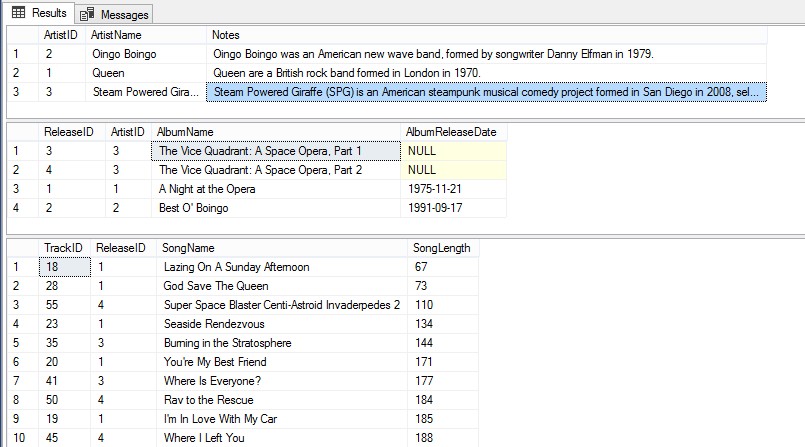 Results Messages
ArtistID ArtistName Notes
1 2 Oingo Boingo Oingo Boingo was an American new wave band, formed by songwriter Danny Elfman in 1979.
2 1 Queen Queen are a British rock band formed in London in 1970.
3 3 Steam Powered Gira... Steam Powered Giraffe (SPG) is an American steampunk musical comedy project formed in San Diego in 2008, sel...
ReleaseID ArtistID AlbumName AlbumReleaseDate
1 3 3 The Vice Quadrant: A Space Opera, Part 1 NULL
2 4 3 The Vice Quadrant: A Space Opera, Part 2 NULL
3 1 1 A Night at the Opera 1975-11-21
4 2 2 Best O' Boingo 1991-09-17
TrackID ReleaseID SongName SongLength
1 18 1 Lazing On A Sunday Afternoon 67
2 28 1 God Save The Queen 73
3 55 4 Super Space Blaster Centi-Astroid Invaderpedes 2 110
4 23 1 Seaside Rendezvous 134
5 35 3 Burning in the Stratosphere 144
6 20 1 You're My Best Friend 171
7 41 3 Where Is Everyone? 177
8 50 4 Rav to the Rescue 184
9 19 1 I'm In Love With My Car 185
10 45 4 Where I Left You 188